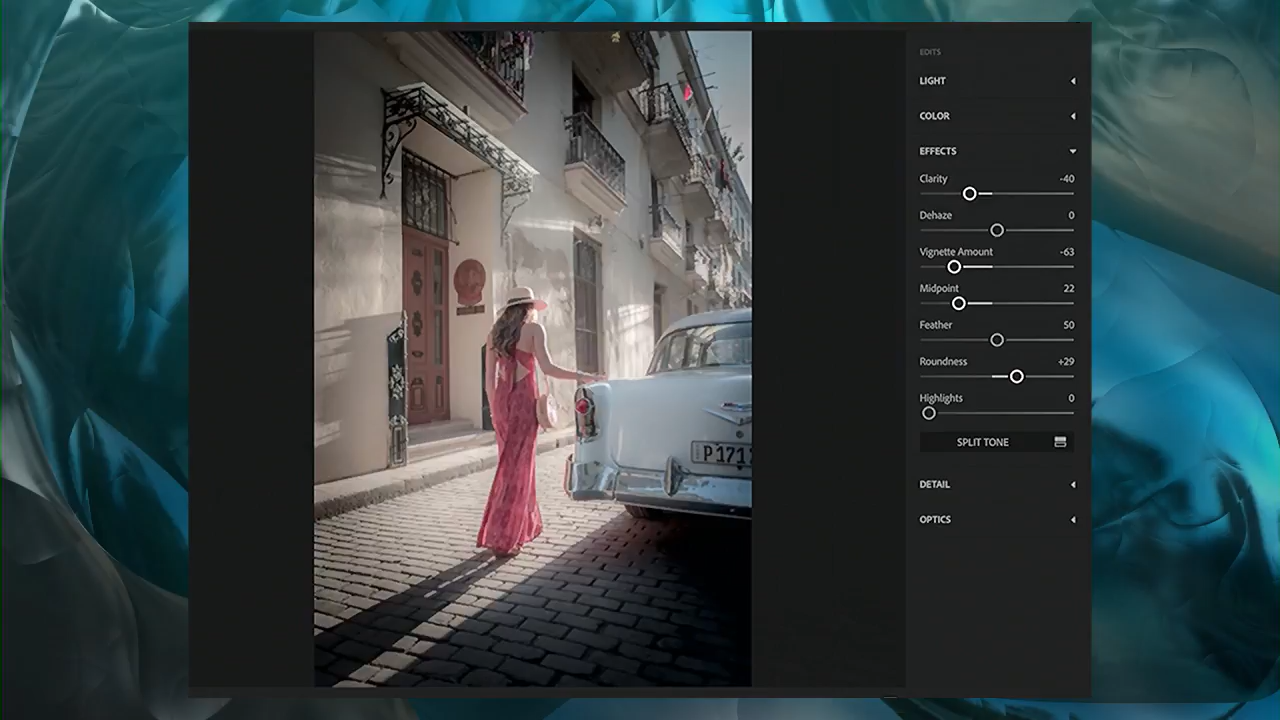 EDITS
LIGHT
COLOR
EFFECTS
Clarity -40
Dehaze 0
Vignette Amount -63
Midpoint 22
Feather 50
Roundness +29
Highlights 0
SPLIT TONE
DETAIL
OPTICS
P 171